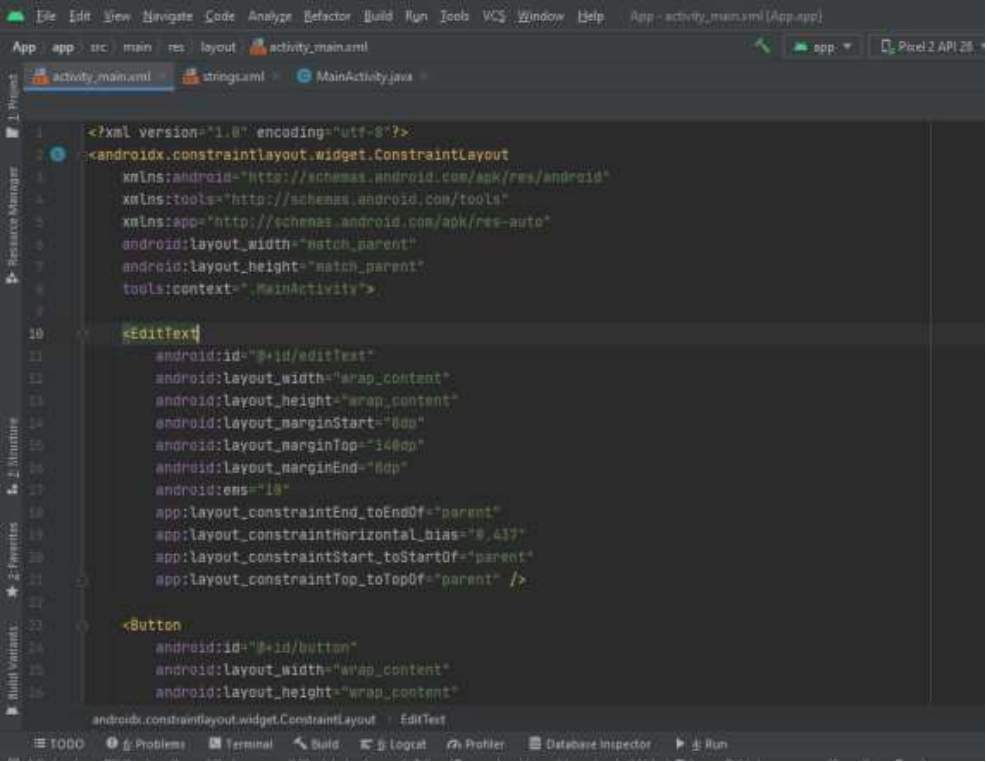 File Edit View Navigate Code Analyze Refactor Build Run Tools VCS Window Help App - activity_main.xml [App.app]
App app src main res layout activity_main.xml app Pixel 2 API 28
activity_main.xml strings.xml MainActivity.java
1: Project
Resource Manager
2: Structure
2: Favorites
Build Variants
1 <?xml version="1.0" encoding="utf-8"?>
2 <androidx.constraintlayout.widget.ConstraintLayout
3 xmlns:android="http://schemas.android.com/apk/res/android"
4 xmlns:tools="http://schemas.android.com/tools"
5 xmlns:app="http://schemas.android.com/apk/res-auto"
6 android:layout_width="match_parent"
7 android:layout_height="match_parent"
8 tools:context=".MainActivity">
9
10 <EditText
11 android:id="@+id/editText"
12 android:layout_width="wrap_content"
13 android:layout_height="wrap_content"
14 android:layout_marginStart="8dp"
15 android:layout_marginTop="140dp"
16 android:layout_marginEnd="8dp"
17 android:ems="10"
18 app:layout_constraintEnd_toEndOf="parent"
19 app:layout_constraintHorizontal_bias="0.437"
20 app:layout_constraintStart_toStartOf="parent"
21 app:layout_constraintTop_toTopOf="parent" />
22
23 <Button
24 android:id="@+id/button"
25 android:layout_width="wrap_content"
26 android:layout_height="wrap_content"
androidx.constraintlayout.widget.ConstraintLayout EditText
TODO 6: Problems Terminal Build 6: Logcat Profiler Database Inspector 4: Run